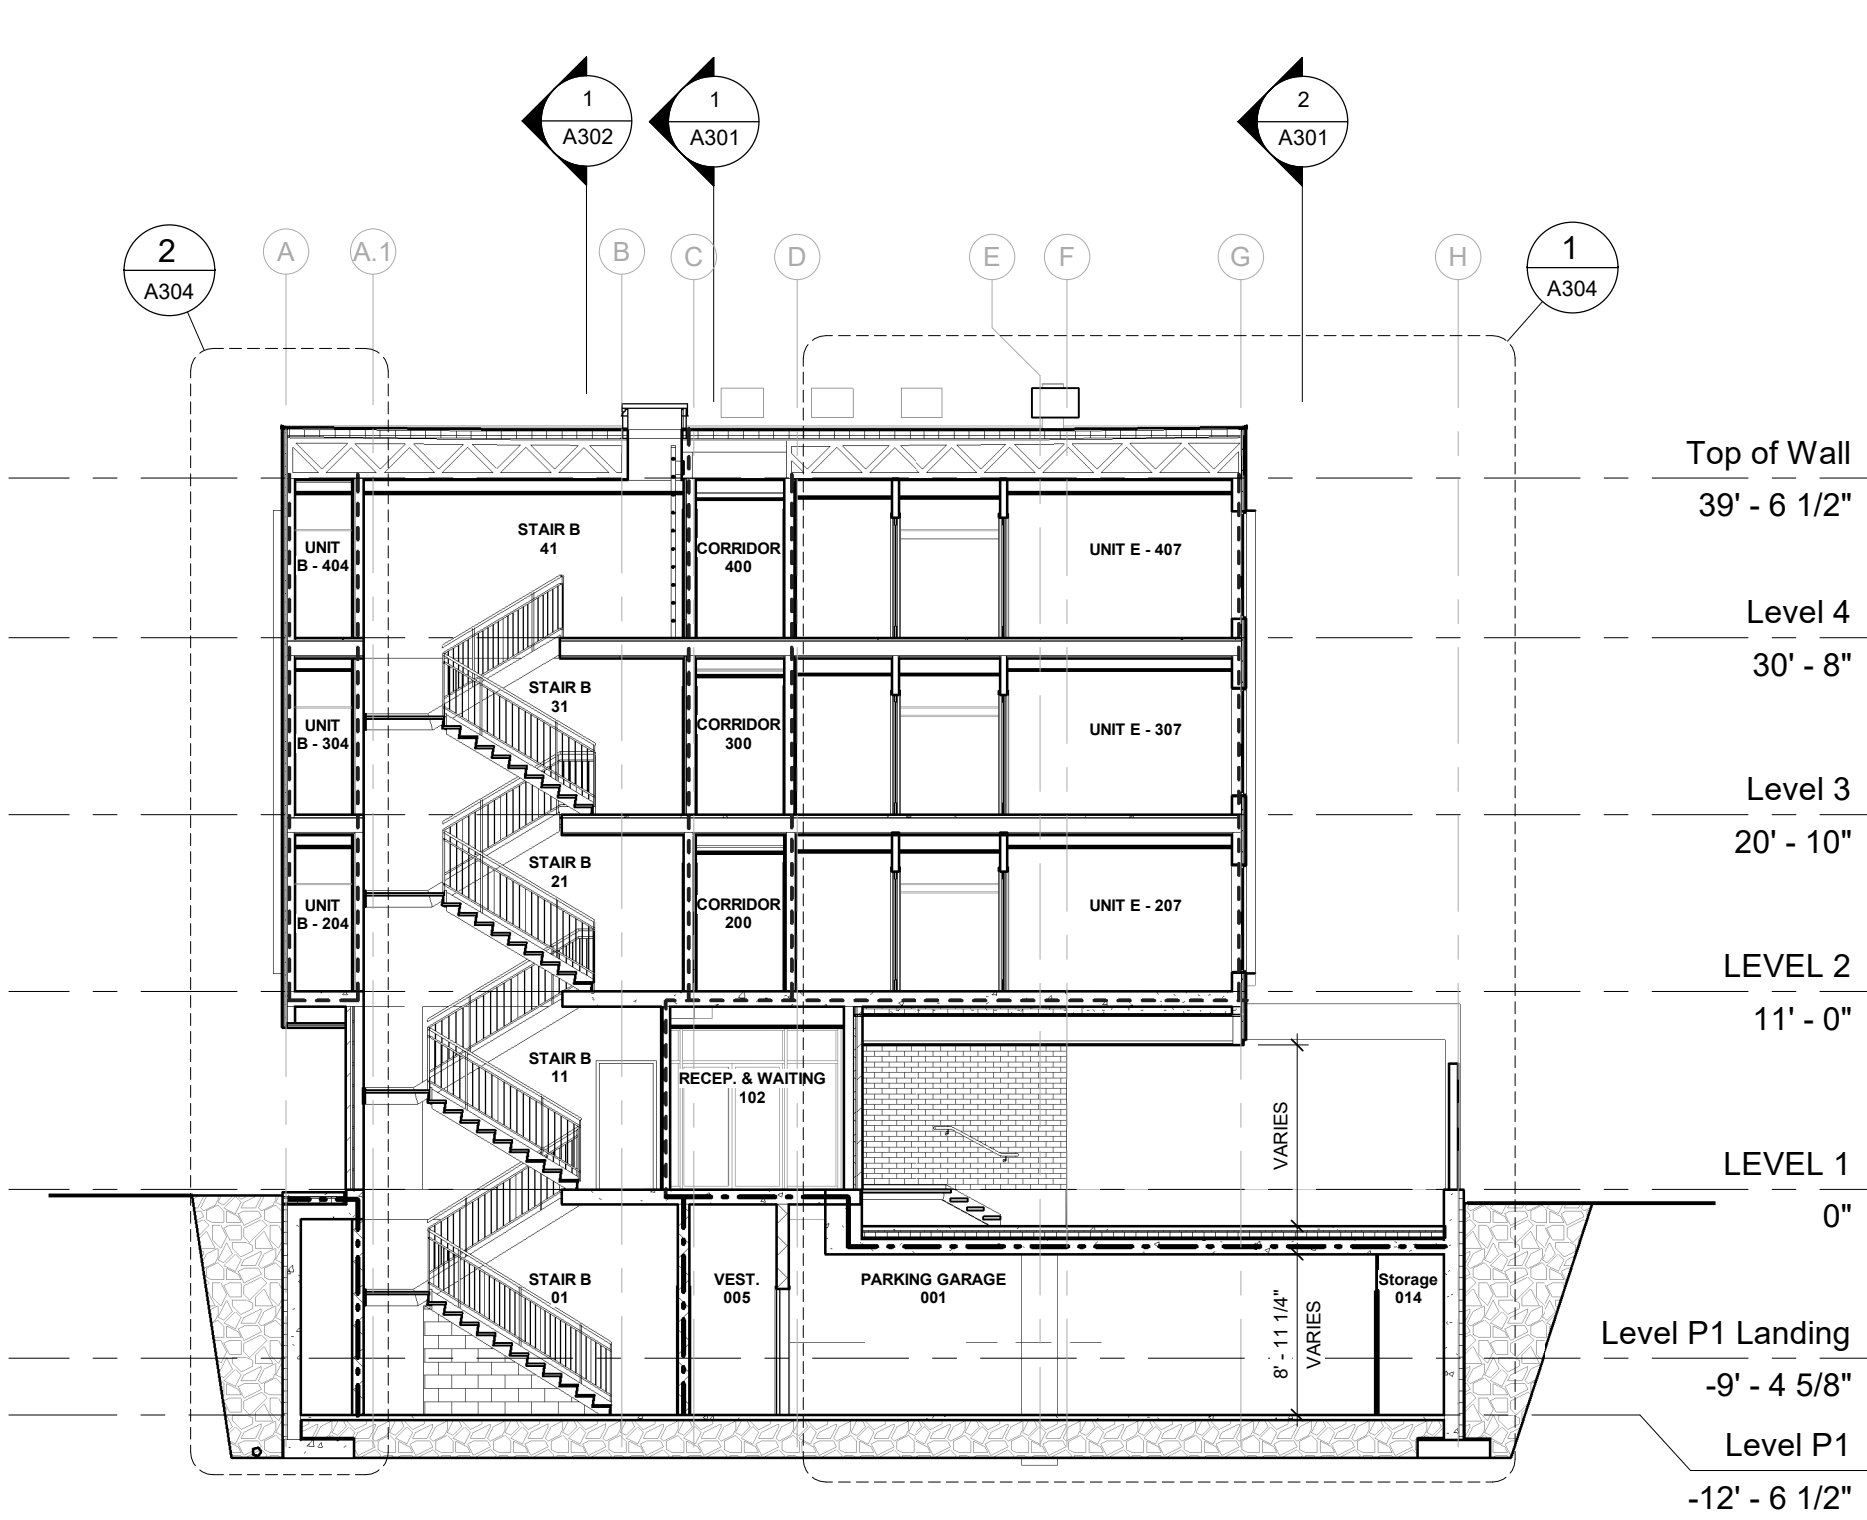 1
A302
1
A301
2
A301
2
A304
A
A.1
B
C
D
E
F
G
H
1
A304
Top of Wall
39' - 6 1/2"
STAIR B
41
UNIT
B - 404
CORRIDOR
400
UNIT E - 407
Level 4
30' - 8"
STAIR B
31
UNIT
B - 304
CORRIDOR
300
UNIT E - 307
Level 3
20' - 10"
STAIR B
21
UNIT
B - 204
CORRIDOR
200
UNIT E - 207
LEVEL 2
11' - 0"
STAIR B
11
RECEP. & WAITING
102
VARIES
LEVEL 1
0"
STAIR B
01
VEST.
005
PARKING GARAGE
001
8' - 11 1/4"
VARIES
Storage
014
Level P1 Landing
-9' - 4 5/8"
Level P1
-12' - 6 1/2"